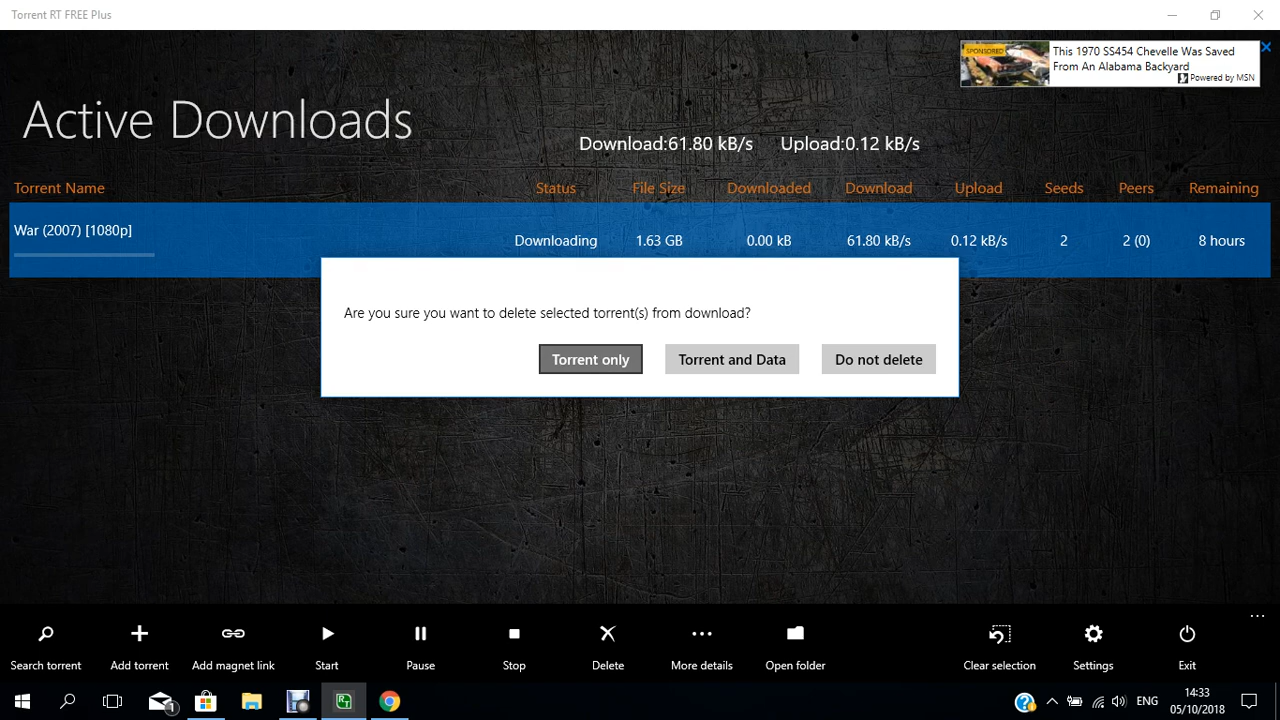 Torrent RT FREE Plus
SPONSORED
This 1970 SS454 Chevelle Was Saved
From An Alabama Backyard
Powered by MSN
Active Downloads
Download:61.80 kB/s Upload:0.12 kB/s
Torrent Name Status File Size Downloaded Download Upload Seeds Peers Remaining
War (2007) [1080p]
Downloading 1.63 GB 0.00 kB 61.80 kB/s 0.12 kB/s 2 2 (0) 8 hours
Are you sure you want to delete selected torrent(s) from download?
Torrent only Torrent and Data Do not delete
Search torrent Add torrent Add magnet link Start Pause Stop Delete More details Open folder Clear selection Settings Exit
1
ENG
14:33
05/10/2018